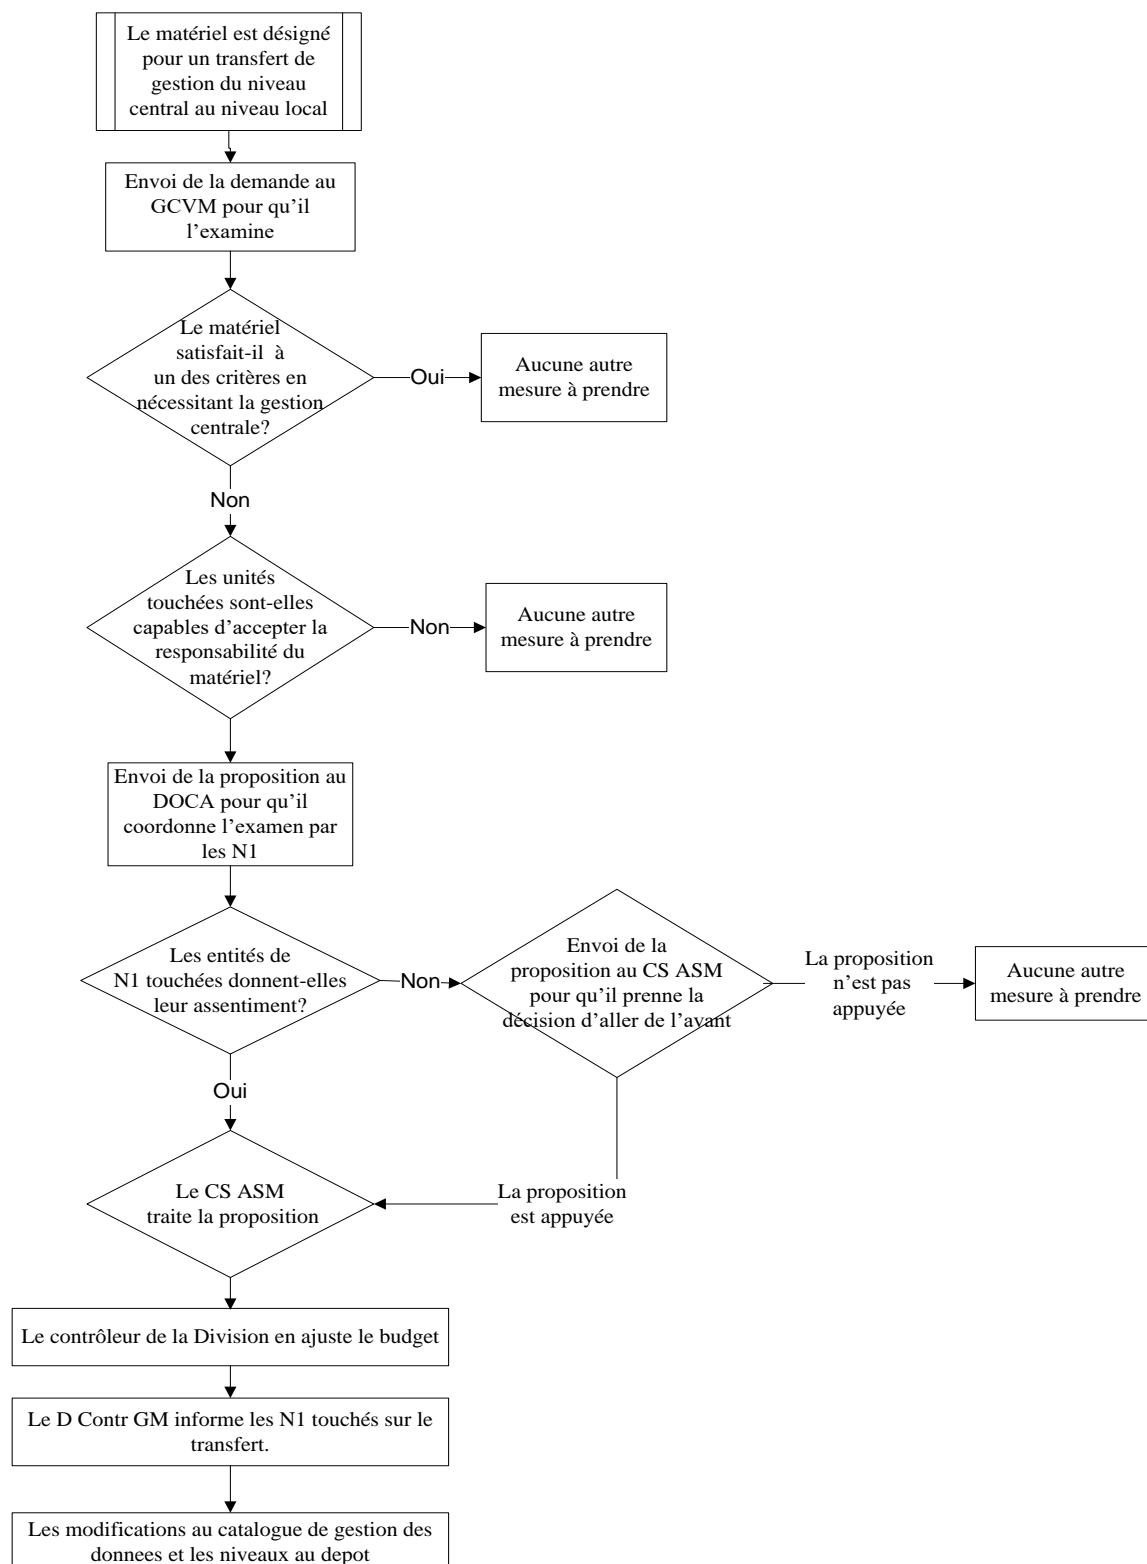 Le matériel est désigné
pour un transfert de
gestion du niveau
central au niveau local
Envoi de la demande au
GCVM pour qu’il
l’examine
Le matériel
satisfait-il à
un des critères en
nécessitant la gestion
centrale?
Oui
Aucune autre
mesure à prendre
Non
Les unités
touchées sont-elles
capables d’accepter la
responsabilité du
matériel?
Non
Aucune autre
mesure à prendre
Envoi de la proposition au
DOCA pour qu’il
coordonne l’examen par
les N1
Les entités de
N1 touchées donnent-elles
leur assentiment?
Non
Envoi de la
proposition au CS ASM
pour qu’il prenne la
décision d’aller de l’avant
La proposition
n’est pas
appuyée
Aucune autre
mesure à prendre
Oui
La proposition
est appuyée
Le CS ASM
traite la proposition
Le contrôleur de la Division en ajuste le budget
Le D Contr GM informe les N1 touchés sur le
transfert.
Les modifications au catalogue de gestion des
donnees et les niveaux au depot